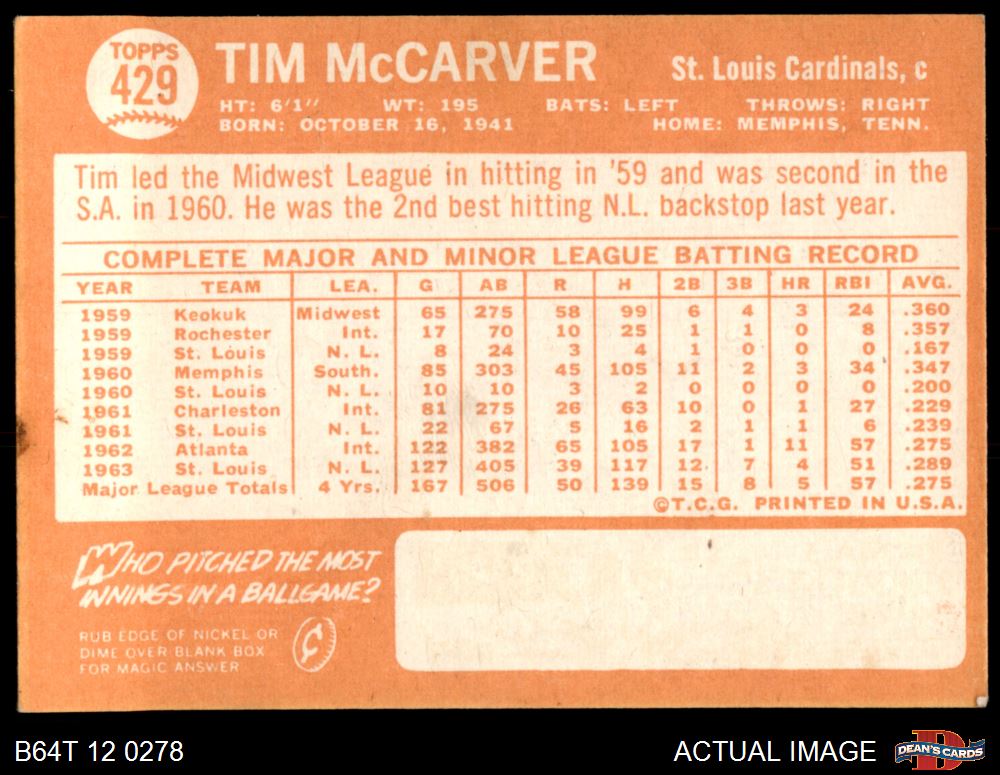 TOPPS
429
TIM McCARVER
St. Louis Cardinals, c
HT: 6'1" WT: 195 BATS: LEFT THROWS: RIGHT
BORN: OCTOBER 16, 1941 HOME: MEMPHIS, TENN.
Tim led the Midwest League in hitting in '59 and was second in the
S.A. in 1960. He was the 2nd best hitting N.L. backstop last year.
COMPLETE MAJOR AND MINOR LEAGUE BATTING RECORD
YEAR TEAM LEA. G AB R H 2B 3B HR RBI AVG.
1959 Keokuk Midwest 65 275 58 99 6 4 3 24 .360
1959 Rochester Int. 17 70 10 25 1 1 0 8 .357
1959 St. Louis N. L. 8 24 3 4 1 0 0 0 .167
1960 Memphis South. 85 303 45 105 11 2 3 34 .347
1960 St. Louis N. L. 10 10 3 2 0 0 0 0 .200
1961 Charleston Int. 81 275 26 63 10 0 1 27 .229
1961 St. Louis N. L. 22 67 5 16 2 1 1 6 .239
1962 Atlanta Int. 122 382 65 105 17 1 11 57 .275
1963 St. Louis N. L. 127 405 39 117 12 7 4 51 .289
Major League Totals 4 Yrs. 167 506 50 139 15 8 5 57 .275
©T.C.G. PRINTED IN U.S.A.
WHO PITCHED THE MOST
INNINGS IN A BALLGAME?
RUB EDGE OF NICKEL OR
DIME OVER BLANK BOX
FOR MAGIC ANSWER
¢
B64T 12 0278
ACTUAL IMAGE
D
DEAN'S CARDS